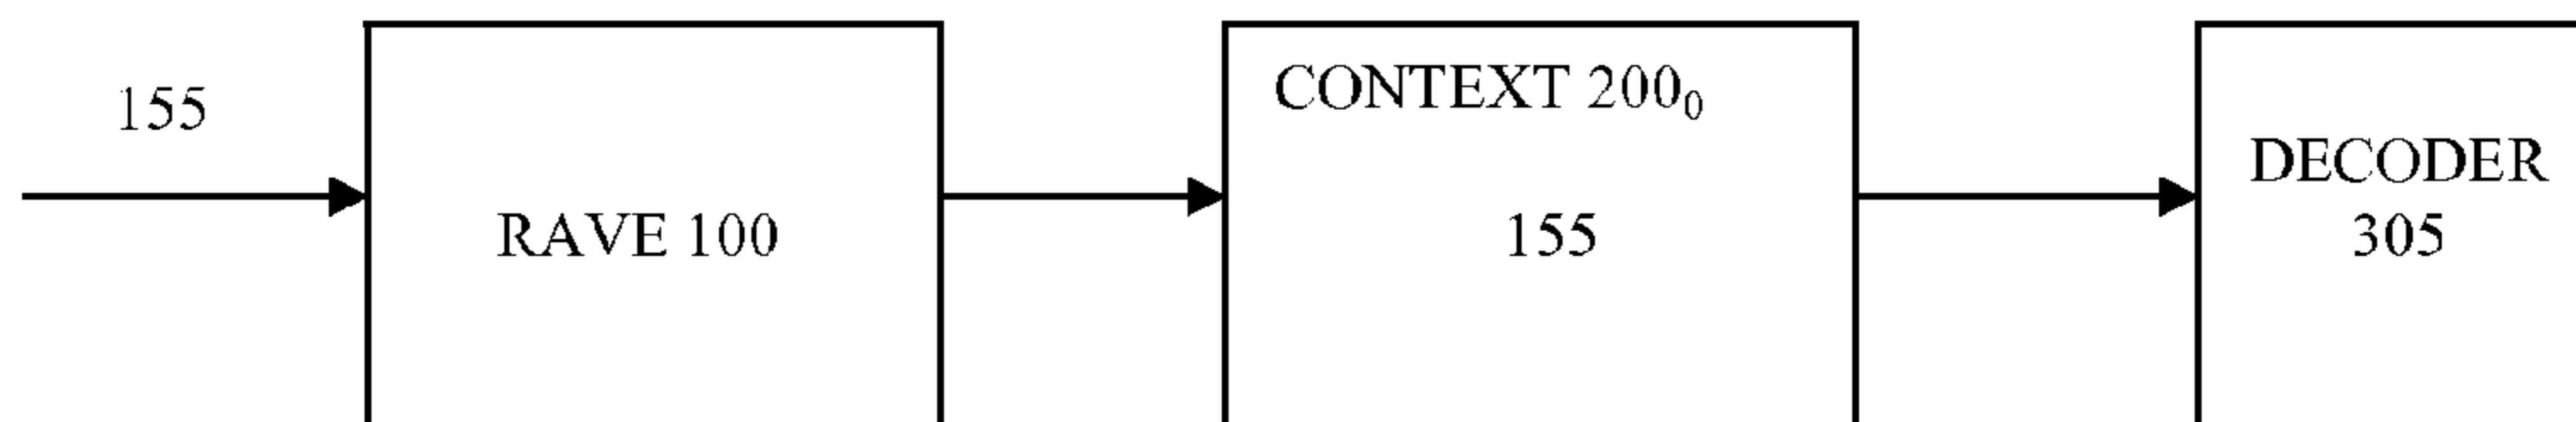 155
RAVE 100
CONTEXT 200₀
155
DECODER
305